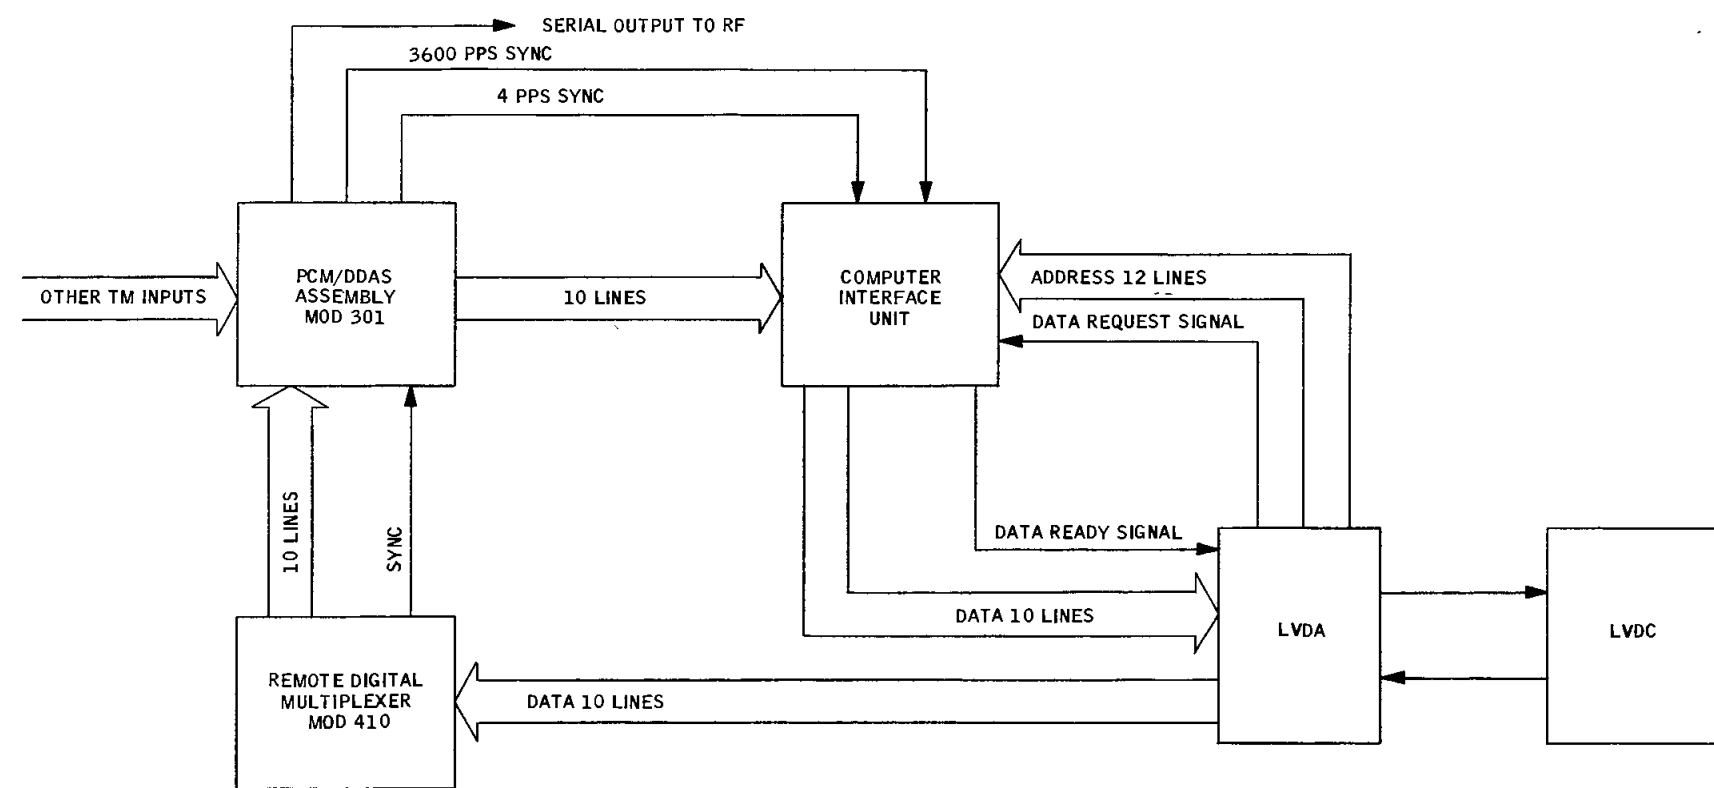 SERIAL OUTPUT TO RF
3600 PPS SYNC
4 PPS SYNC
OTHER TM INPUTS
PCM/DDAS
ASSEMBLY
MOD 301
10 LINES
COMPUTER
INTERFACE
UNIT
ADDRESS 12 LINES
DATA REQUEST SIGNAL
10 LINES
SYNC
DATA READY SIGNAL
DATA 10 LINES
LVDA
LVDC
REMOTE DIGITAL
MULTIPLEXER
MOD 410
DATA 10 LINES